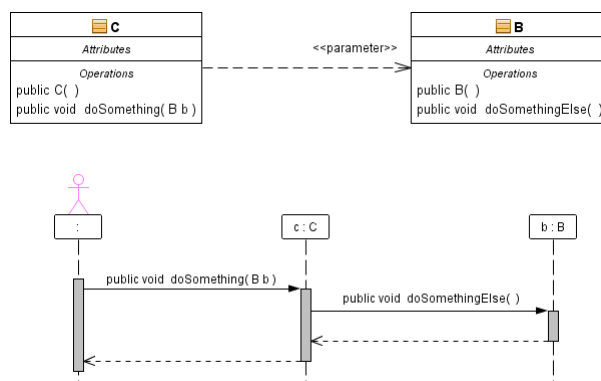 C
Attributes
Operations
public C( )
public void doSomething( B b )
<<parameter>>
B
Attributes
Operations
public B( )
public void doSomethingElse( )
:
c : C
b : B
public void doSomething( B b )
public void doSomethingElse( )